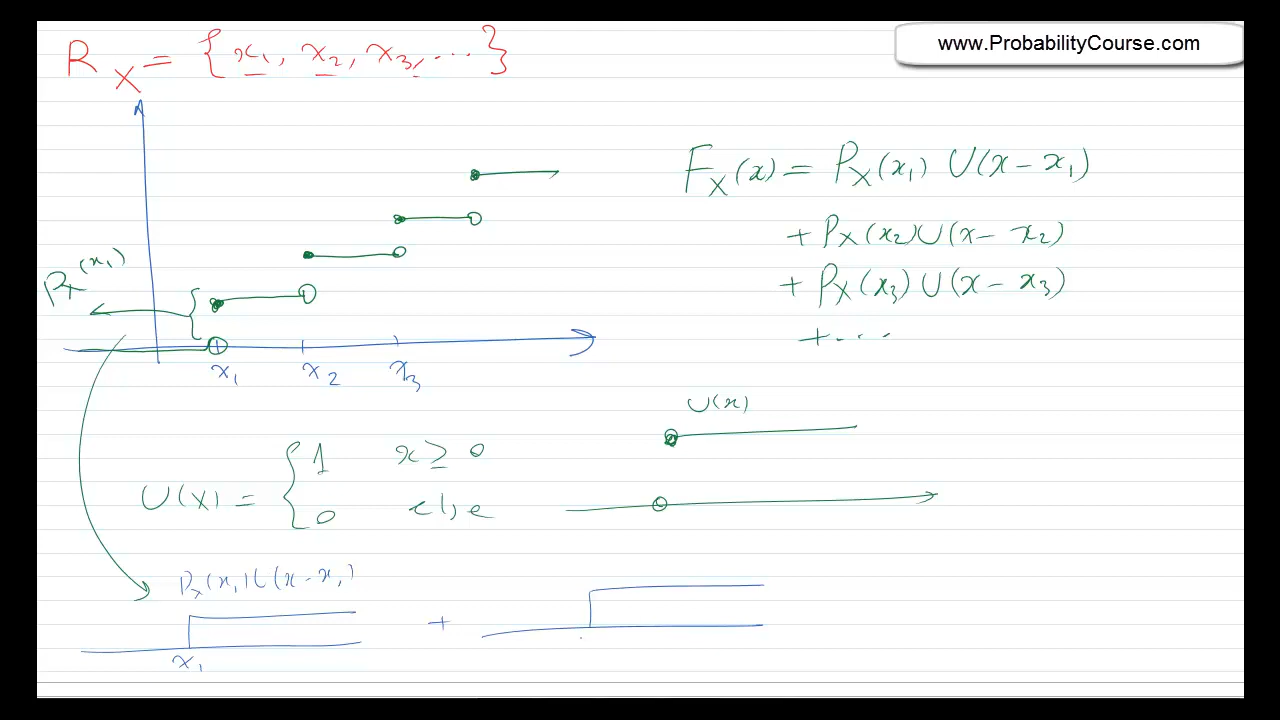 www.ProbabilityCourse.com
R_X = {x₁, x₂, x₃, ...}
F_X(x) = P_X(x₁) U(x - x₁)
+ P_X(x₂) U(x - x₂)
+ P_X(x₃) U(x - x₃)
+ ...
P_X(x₁)
x₁ x₂ x₃
U(x)
U(x) = { 1 x ≥ 0
0 else
P_X(x₁) U(x - x₁)
+
x₁